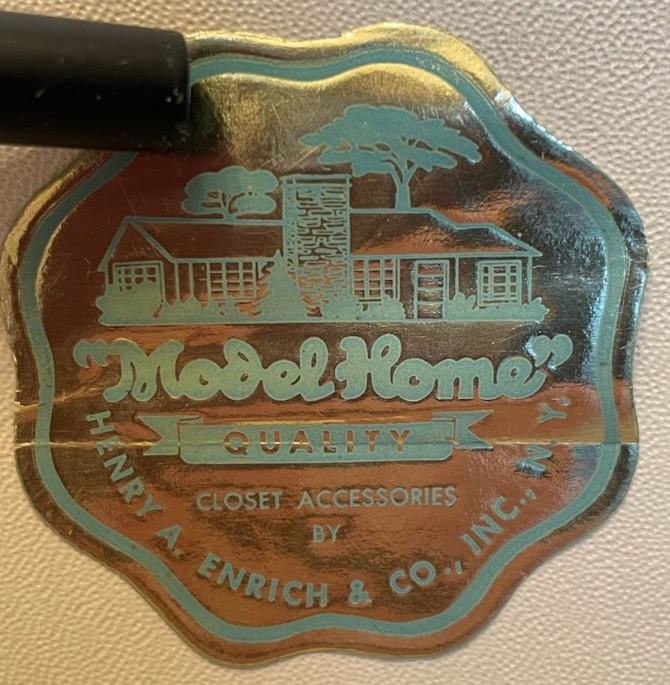 "Model Home"
QUALITY
CLOSET ACCESSORIES
BY
HENRY A. ENRICH & CO., INC., N. Y.